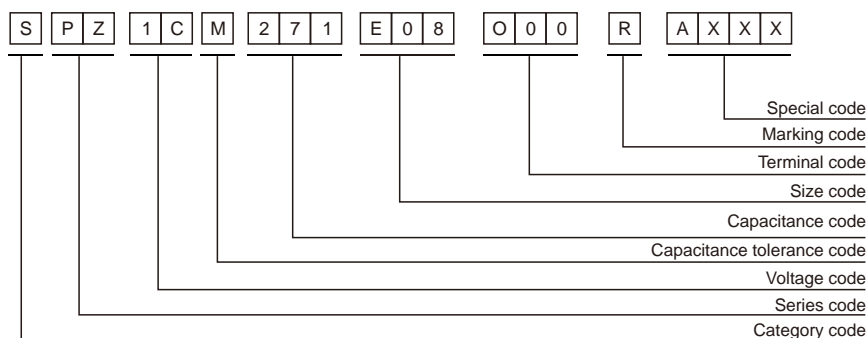 S P Z 1 C M 2 7 1 E 0 8 O 0 0 R A X X X
Special code
Marking code
Terminal code
Size code
Capacitance code
Capacitance tolerance code
Voltage code
Series code
Category code